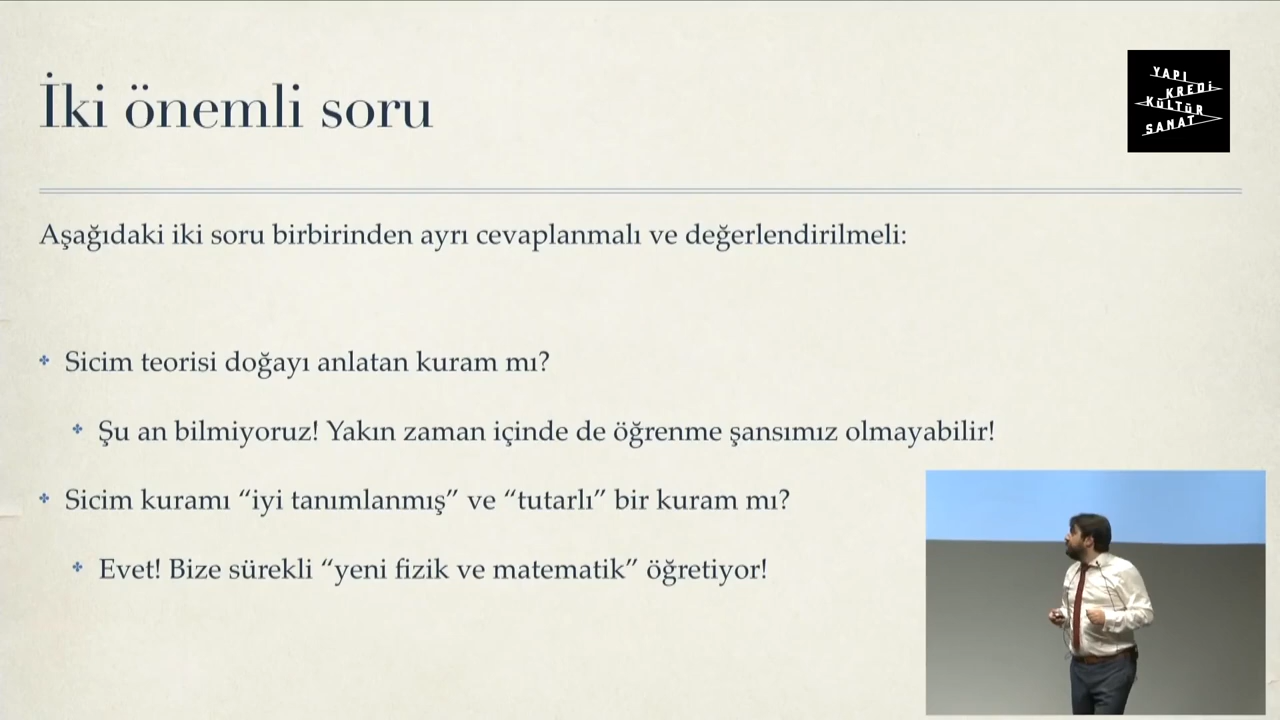 İki önemli soru
YAPI
KREDİ
KÜLTÜR
SANAT
Aşağıdaki iki soru birbirinden ayrı cevaplanmalı ve değerlendirilmeli:
Sicim teorisi doğayı anlatan kuram mı?
Şu an bilmiyoruz! Yakın zaman içinde de öğrenme şansımız olmayabilir!
Sicim kuramı “iyi tanımlanmış” ve “tutarlı” bir kuram mı?
Evet! Bize sürekli “yeni fizik ve matematik” öğretiyor!